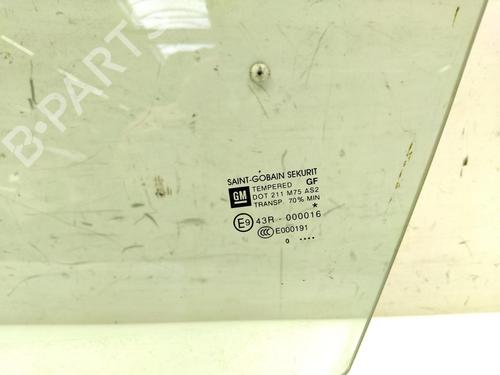 B-PARTS
SAINT-GOBAIN SEKURIT
GM TEMPERED GF
DOT 211 M75 AS2
TRANSP. 70% MIN
E9 43R - 000016
CCC E000191
0 ....